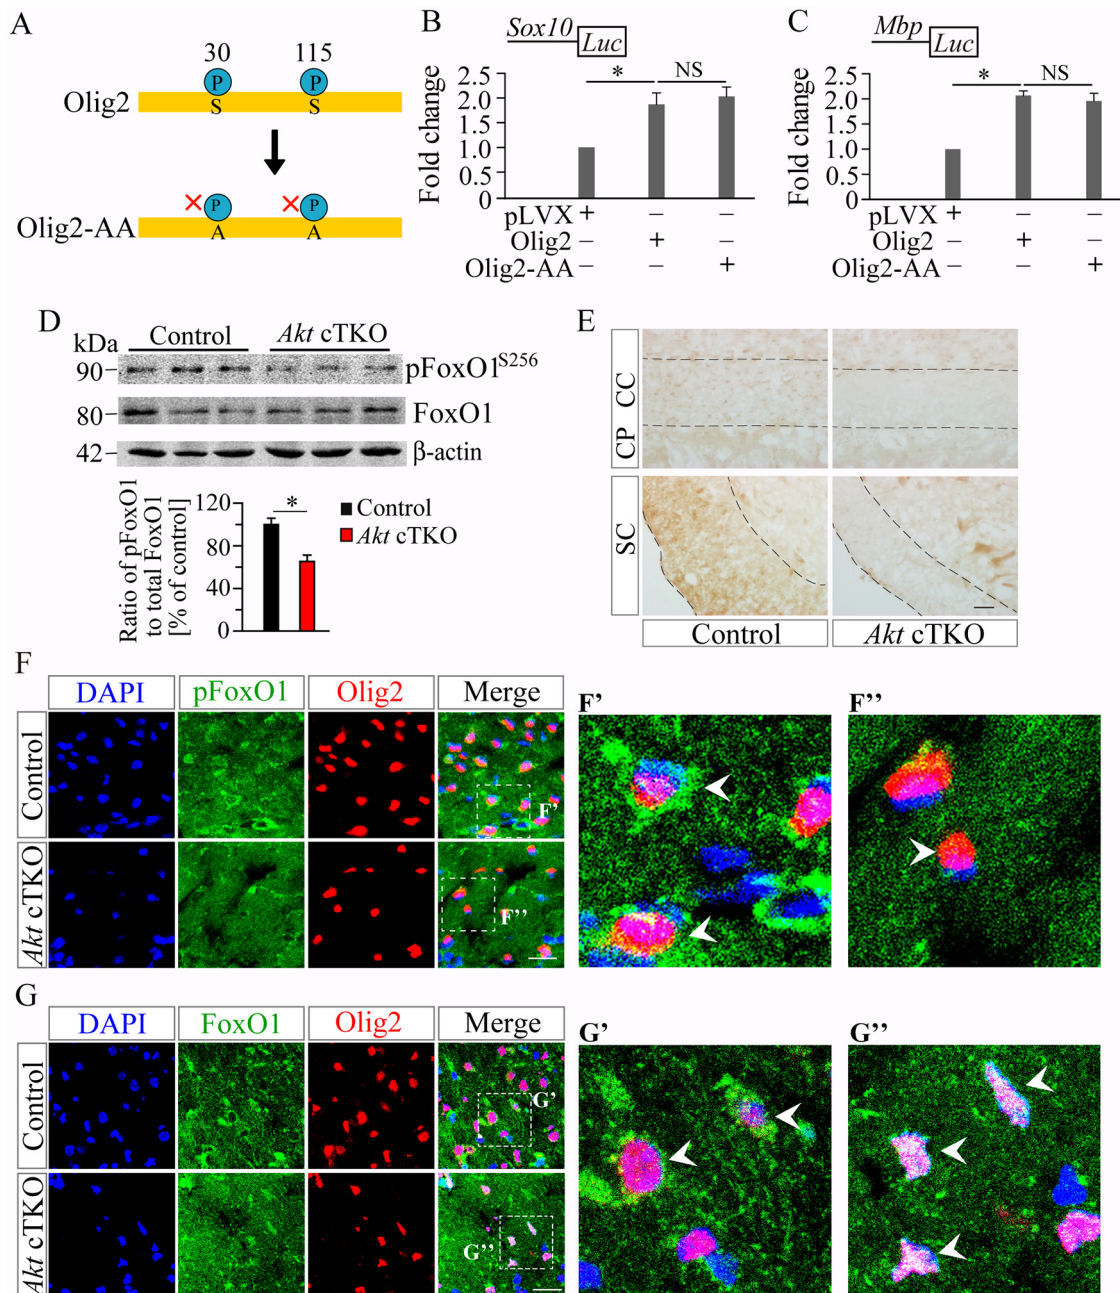 A
30 115
P P
Olig2 S S
P P
Olig2-AA A A
B
Sox10 Luc
Fold change
2.5
2.0
1.5
1.0
0.5
0
* NS
pLVX + − −
Olig2 − + −
Olig2-AA − − +
C
Mbp Luc
Fold change
2.5
2.0
1.5
1.0
0.5
0
* NS
pLVX + − −
Olig2 − + −
Olig2-AA − − +
D
kDa Control Akt cTKO
90 pFoxO1S256
80 FoxO1
42 β-actin
Ratio of pFoxO1
to total FoxO1
[% of control]
120
80
40
0
*
Control
Akt cTKO
E
CC
CP
SC
Control Akt cTKO
F
DAPI pFoxO1 Olig2 Merge
Control
F’
Akt cTKO
F’’
F’
F’’
G
DAPI FoxO1 Olig2 Merge
Control
G’
Akt cTKO
G’’
G’
G’’